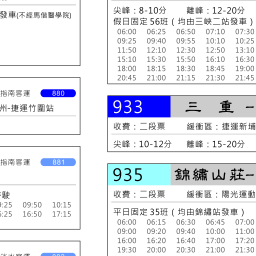 發車(不經馬偕醫學院)
指南客運 880
州-捷運竹圍站
指南客運 881
駛
:25 09:50 10:15
:25 16:50 17:15
尖峰：8-10分 離峰：12-20分
假日固定56班（均由三峽二站發車）
06:00 06:25 06:50 07:10 07:30
09:25 09:40 09:55 10:10 10:25
11:50 12:10 12:30 12:50 13:10
15:10 15:30 15:50 16:10 16:30
18:00 18:15 18:30 18:45 19:00
20:45 21:00 21:15 21:30 21:45
933 三重-
收費：二段票 緩衝區：捷運新埔
尖峰：10-12分 離峰：15-20分
935 錦繡山莊-
收費：二段票 緩衝區：陽光運動
平日固定35班（均由錦繡站發車）
06:00 06:15 06:30 06:45 07:00
09:00 09:20 09:40 10:00 11:00
16:00 16:20 16:40 17:00 17:20
19:30 20:00 20:30 21:00 21:30